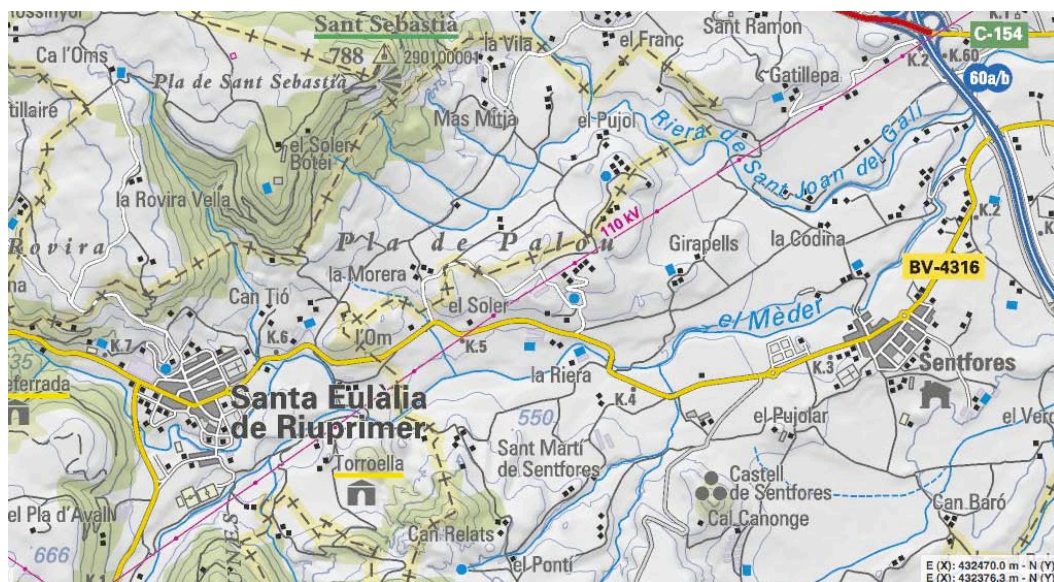 Sant Sebastià
788
290100001
la Vila
el Franc
Sant Ramon
K.1
C-154
Ca l'Oms
Pla de Sant Sebastià
K.2
K.60
Gatillepa
60a/b
Mas Mitjà
el Pujol
Riera de Sant Joan del Galí
el Soler
Botei
la Rovira Vella
110 kV
K.2
Rovira
Pla de Palou
Girapells
la Codina
la Morera
BV-4316
Can Tió
el Soler
el Mèder
K.7
K.6
l'Om
K.5
K.3
Sentfores
la Riera
Santa Eulàlia
de Riuprimer
K.4
550
el Pujolar
Torroella
Sant Martí
de Sentfores
Castell
de Sentfores
el Pla d'Avall
Can Relats
Cal Canonge
Can Baró
666
el Pontí
K.1
E (X): 432470.0 m - N (Y)
E (X): 432376.3 m - N (Y)